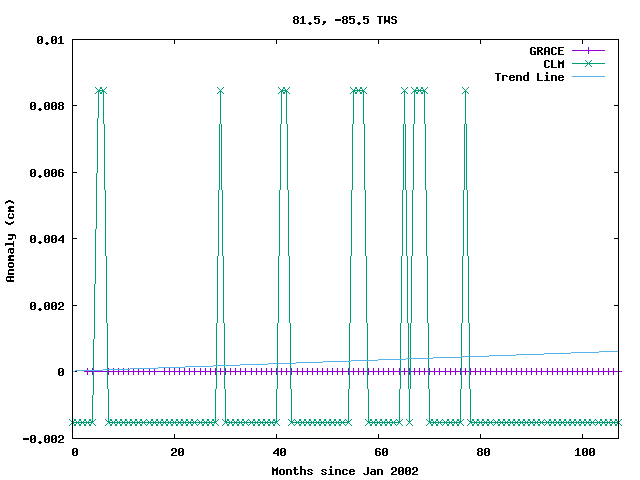 81.5, -85.5 TWS
GRACE
CLM
Trend Line
0.01
0.008
0.006
0.004
0.002
0
-0.002
Anomaly (cm)
0 20 40 60 80 100
Months since Jan 2002